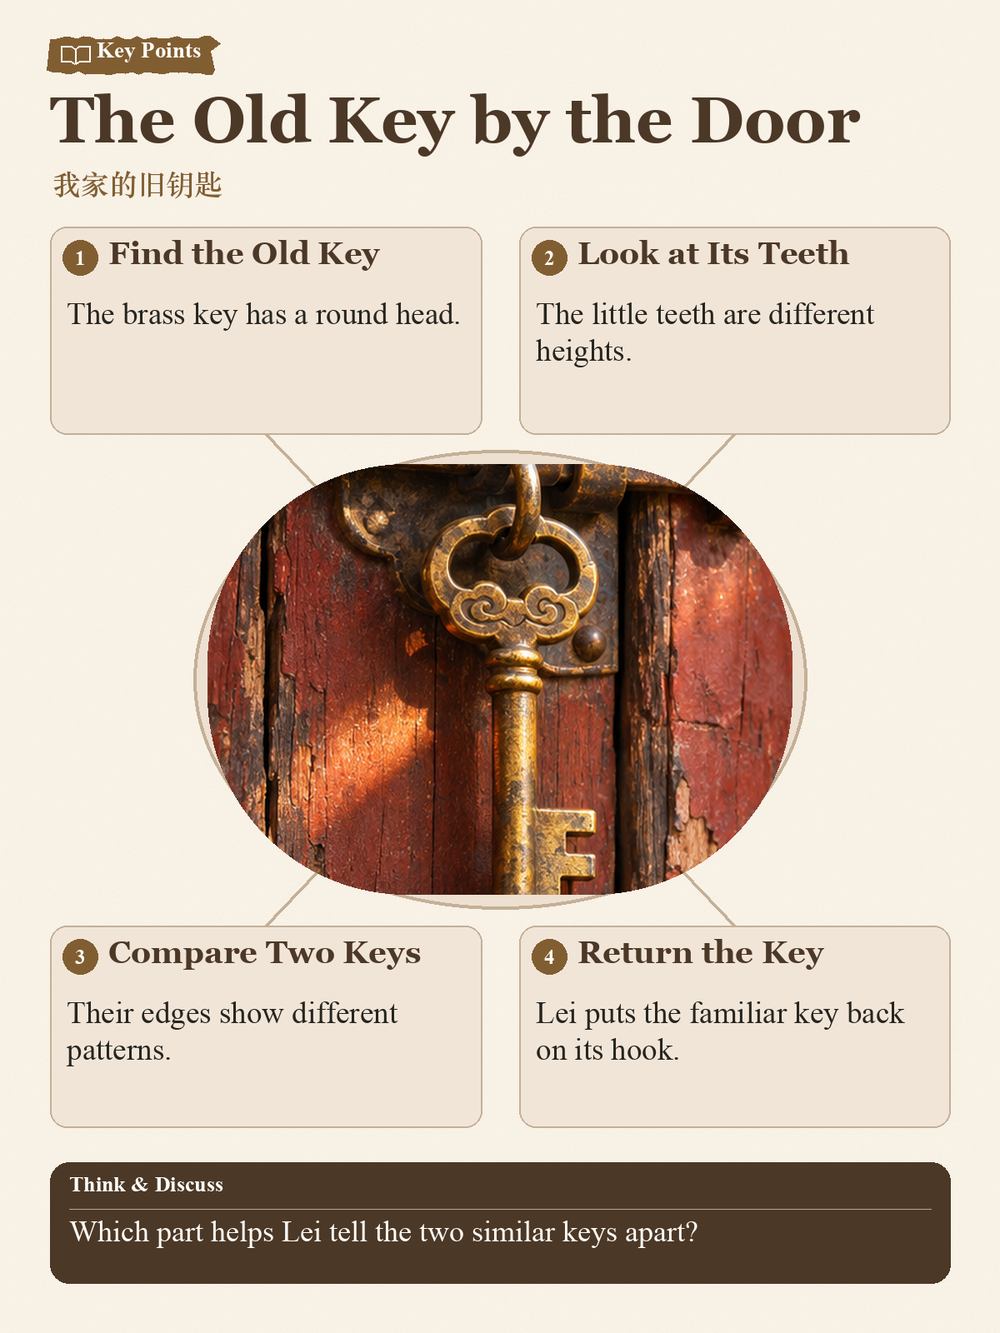 Key Points
The Old Key by the Door
我家的旧钥匙
1 Find the Old Key
The brass key has a round head.
2 Look at Its Teeth
The little teeth are different
heights.
3 Compare Two Keys
Their edges show different
patterns.
4 Return the Key
Lei puts the familiar key back
on its hook.
Think & Discuss
Which part helps Lei tell the two similar keys apart?